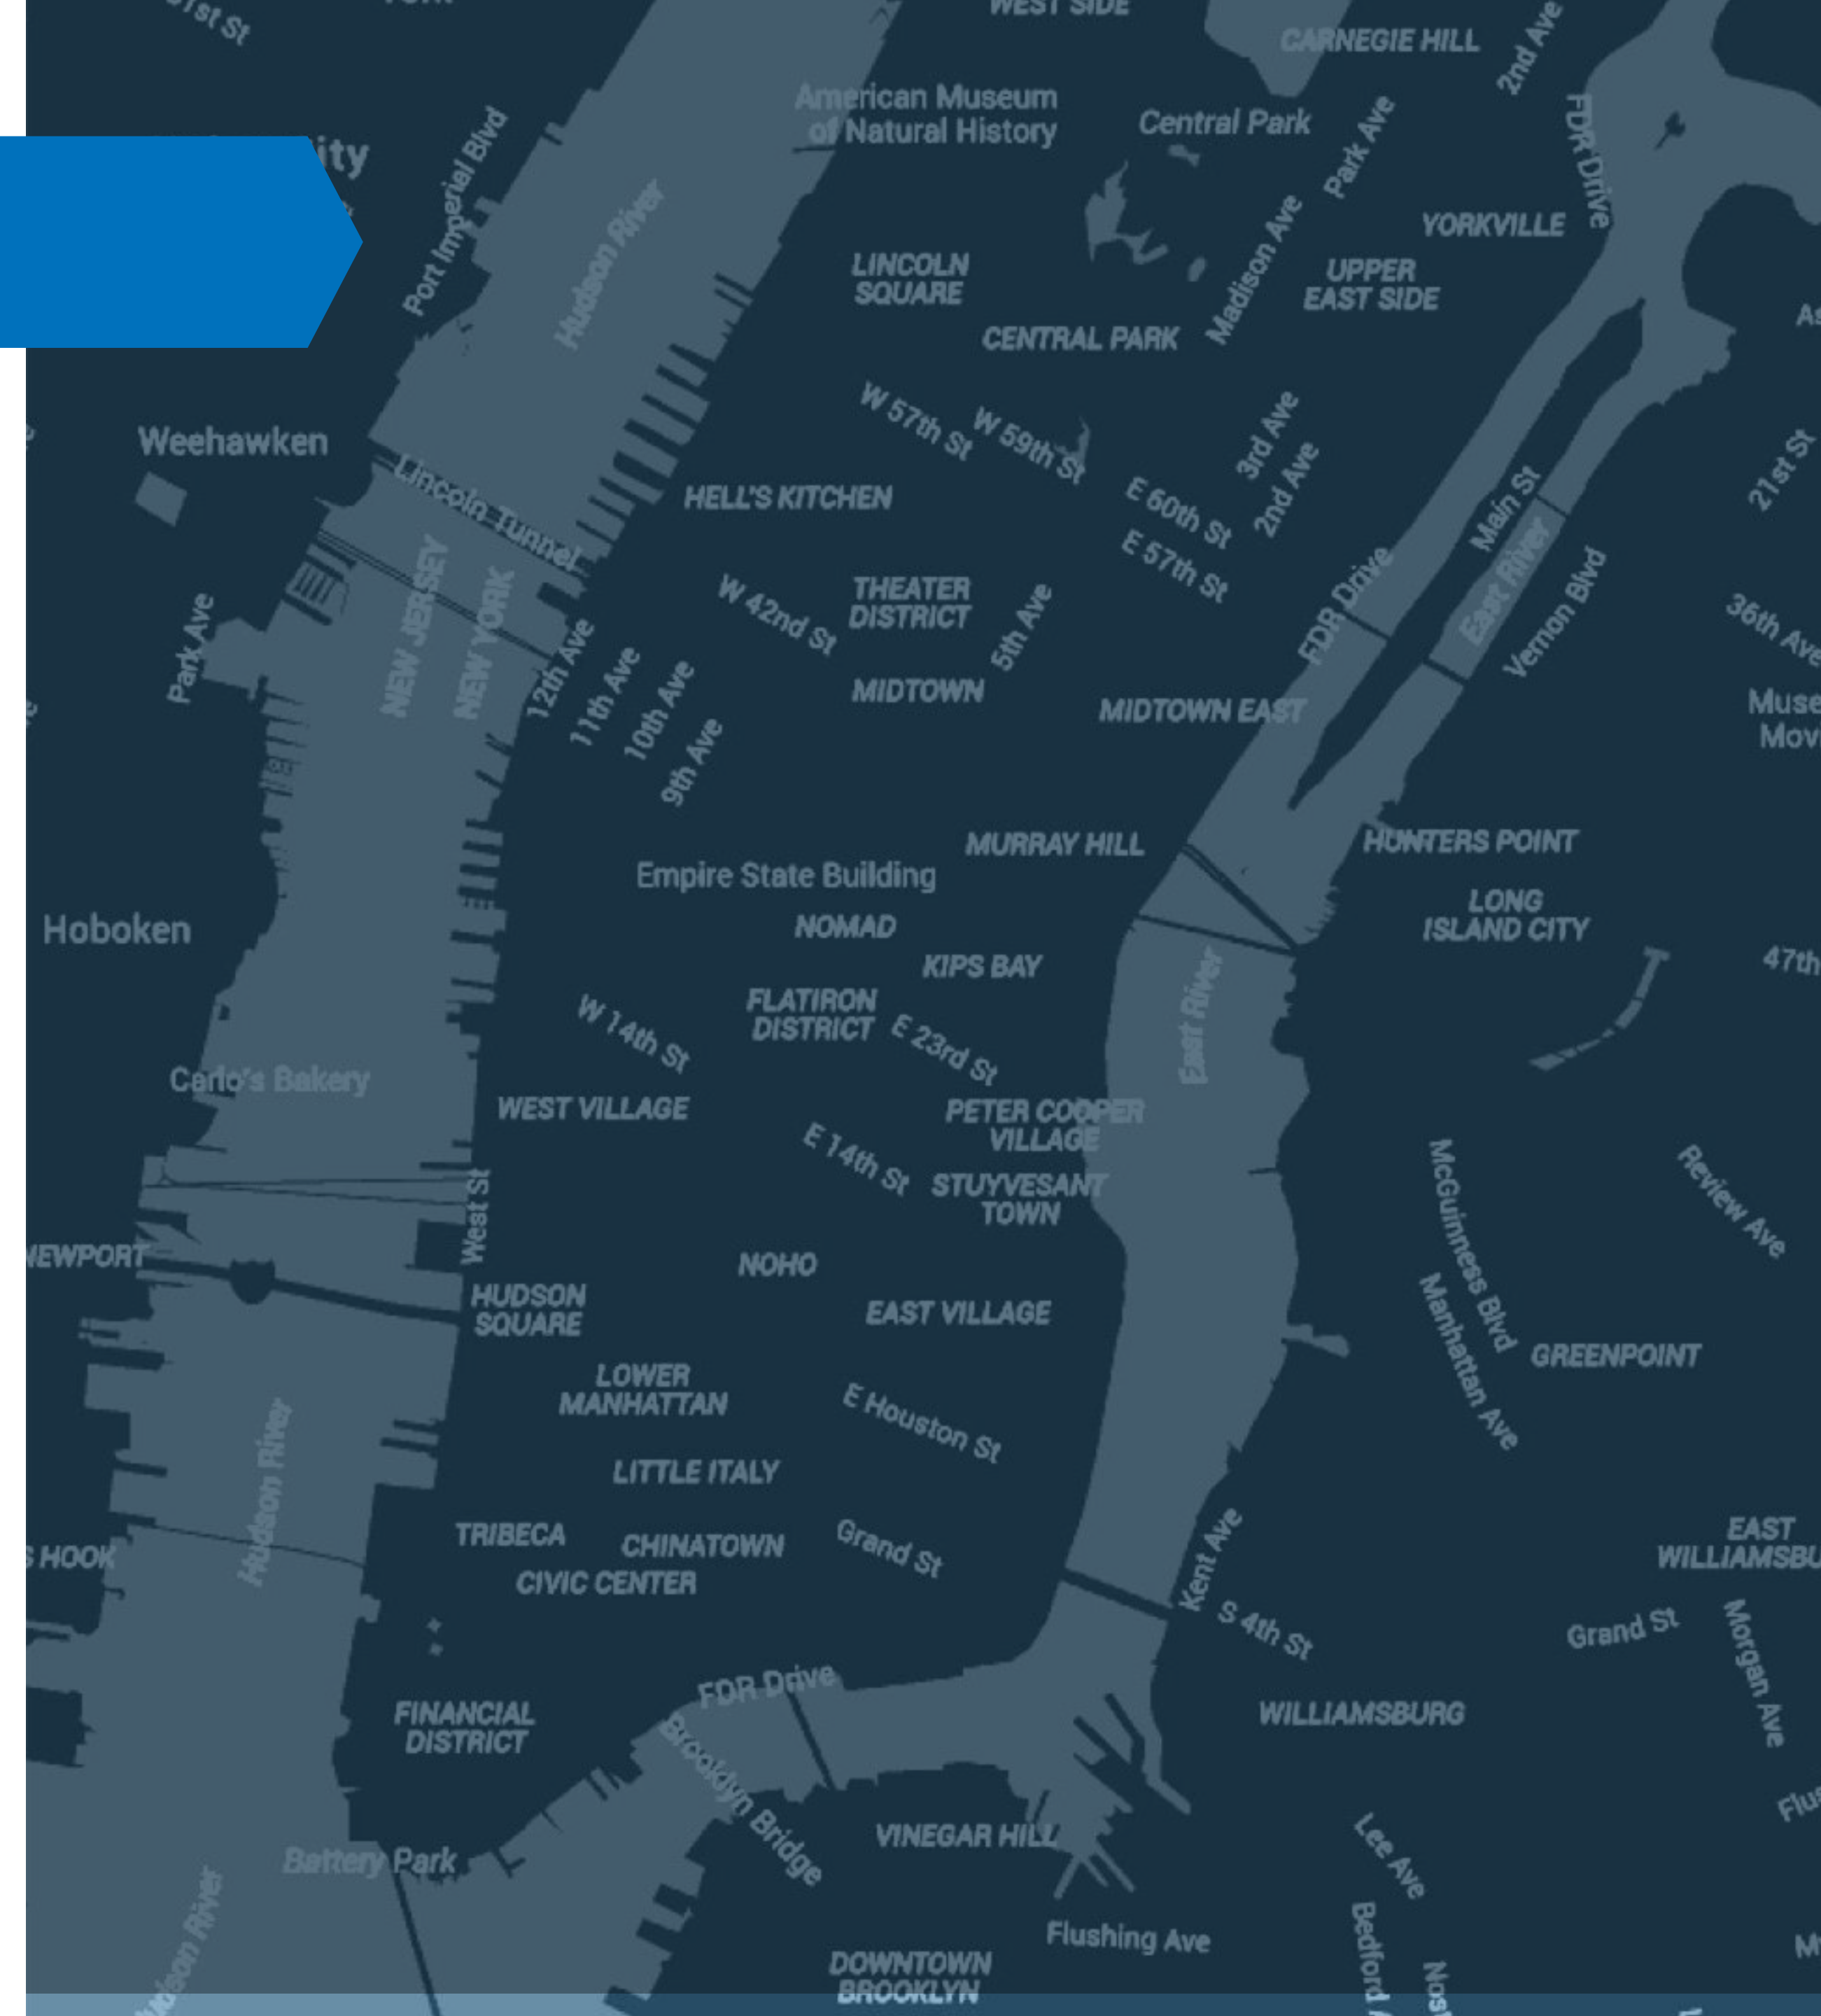 WEST SIDE
CARNEGIE HILL
2nd Ave
American Museum
of Natural History
Central Park
Park Ave
FDR Drive
Port Imperial Blvd
Hudson River
YORKVILLE
LINCOLN
SQUARE
Madison Ave
UPPER
EAST SIDE
CENTRAL PARK
Weehawken
W 57th St
W 59th St
3rd Ave
2nd Ave
21st St
Lincoln Tunnel
HELL'S KITCHEN
E 60th St
E 57th St
Main St
East River
Vernon Blvd
NEW JERSEY
NEW YORK
W 42nd St
THEATER
DISTRICT
5th Ave
FDR Drive
36th Ave
Park Ave
12th Ave
11th Ave
10th Ave
9th Ave
MIDTOWN
MIDTOWN EAST
MURRAY HILL
HUNTERS POINT
Empire State Building
LONG
ISLAND CITY
Hoboken
NOMAD
KIPS BAY
47th
FLATIRON
DISTRICT
W 14th St
E 23rd St
East River
Carlo's Bakery
WEST VILLAGE
PETER COOPER
VILLAGE
E 14th St
STUYVESANT
TOWN
McGuinness Blvd
Review Ave
West St
NEWPORT
NOHO
HUDSON
SQUARE
EAST VILLAGE
Manhattan Ave
GREENPOINT
LOWER
MANHATTAN
E Houston St
Hudson River
LITTLE ITALY
TRIBECA
CHINATOWN
Grand St
CIVIC CENTER
HOOK
Kent Ave
S 4th St
EAST
Grand St
Morgan Ave
FDR Drive
FINANCIAL
DISTRICT
WILLIAMSBURG
Brooklyn Bridge
VINEGAR HILL
Lee Ave
Battery Park
River
Flushing Ave
Bedford
DOWNTOWN
BROOKLYN